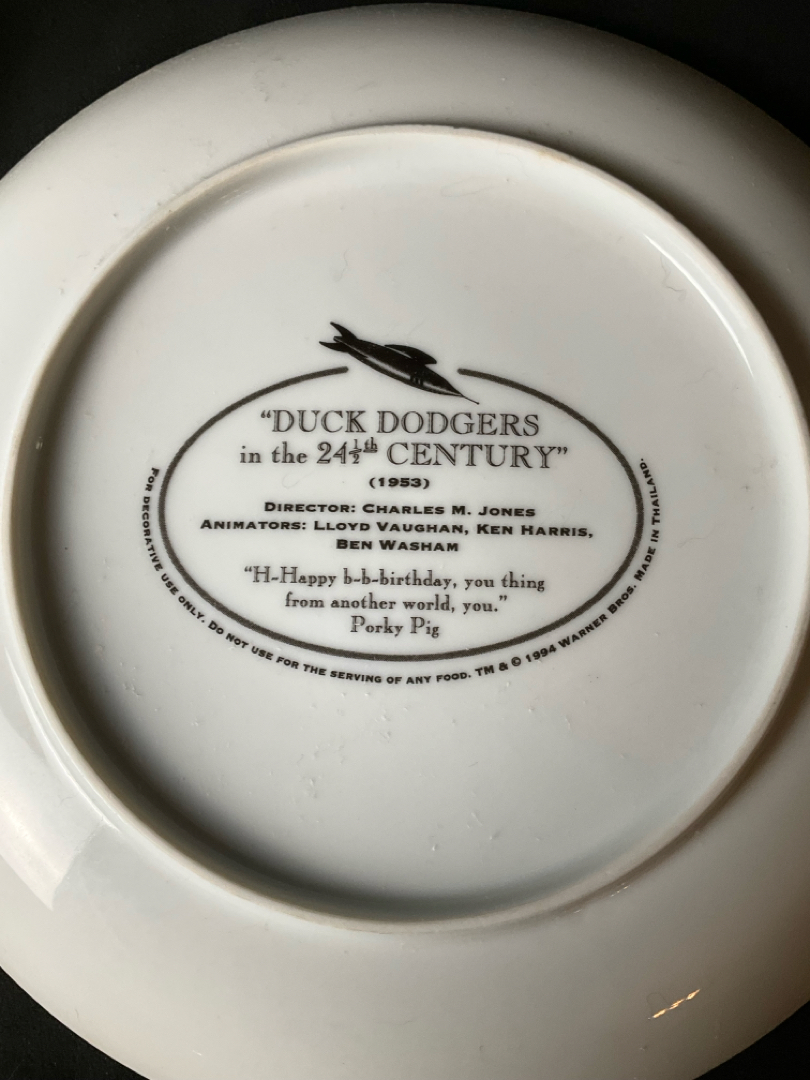 “DUCK DODGERS
in the 24½th CENTURY”
(1953)
DIRECTOR: CHARLES M. JONES
ANIMATORS: LLOYD VAUGHAN, KEN HARRIS,
BEN WASHAM
“H-Happy b-b-birthday, you thing
from another world, you.”
Porky Pig
FOR DECORATIVE USE ONLY. DO NOT USE FOR THE SERVING OF ANY FOOD. TM & © 1994 WARNER BROS. MADE IN THAILAND.